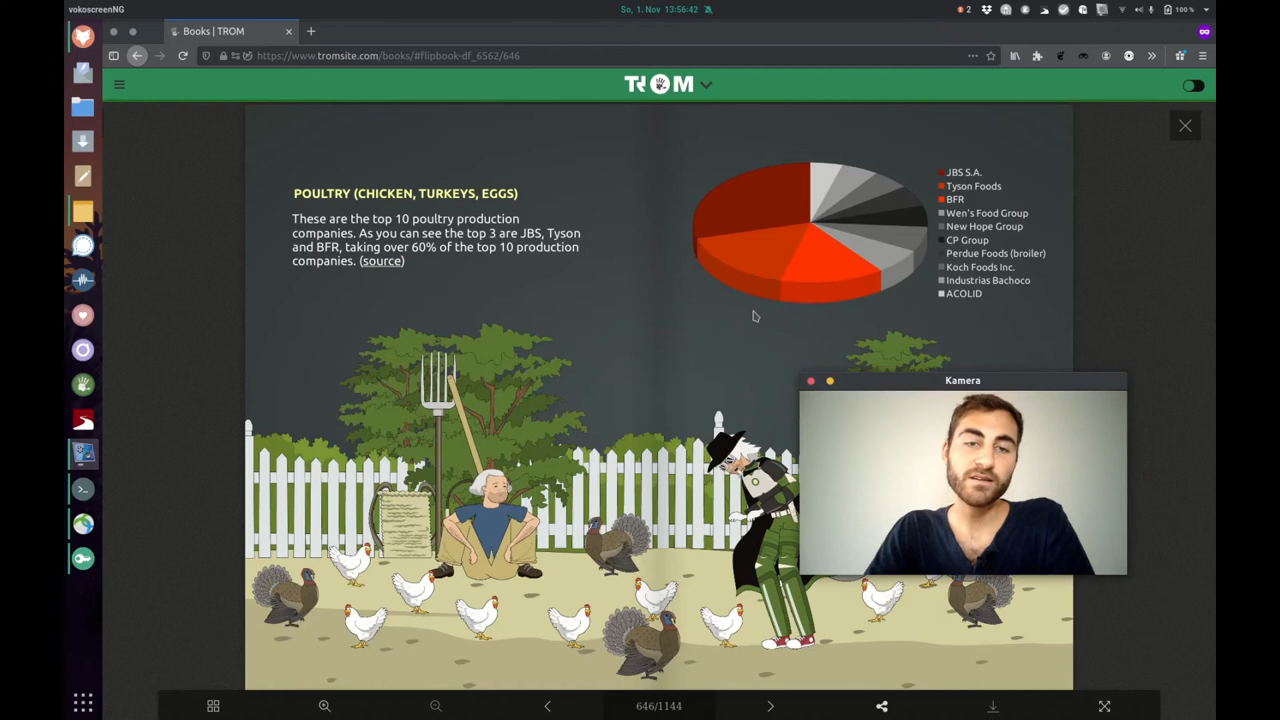 vokoscreenNG
So, 1. Nov 13:56:42
2
100 %
Books | TROM
https://www.tromsite.com/books/#flipbook-df_6562/646
TROM
POULTRY (CHICKEN, TURKEYS, EGGS)
These are the top 10 poultry production
companies. As you can see the top 3 are JBS, Tyson
and BFR, taking over 60% of the top 10 production
companies. (source)
JBS S.A.
Tyson Foods
BFR
Wen's Food Group
New Hope Group
CP Group
Perdue Foods (broiler)
Koch Foods Inc.
Industrias Bachoco
ACOLID
Kamera
646/1144